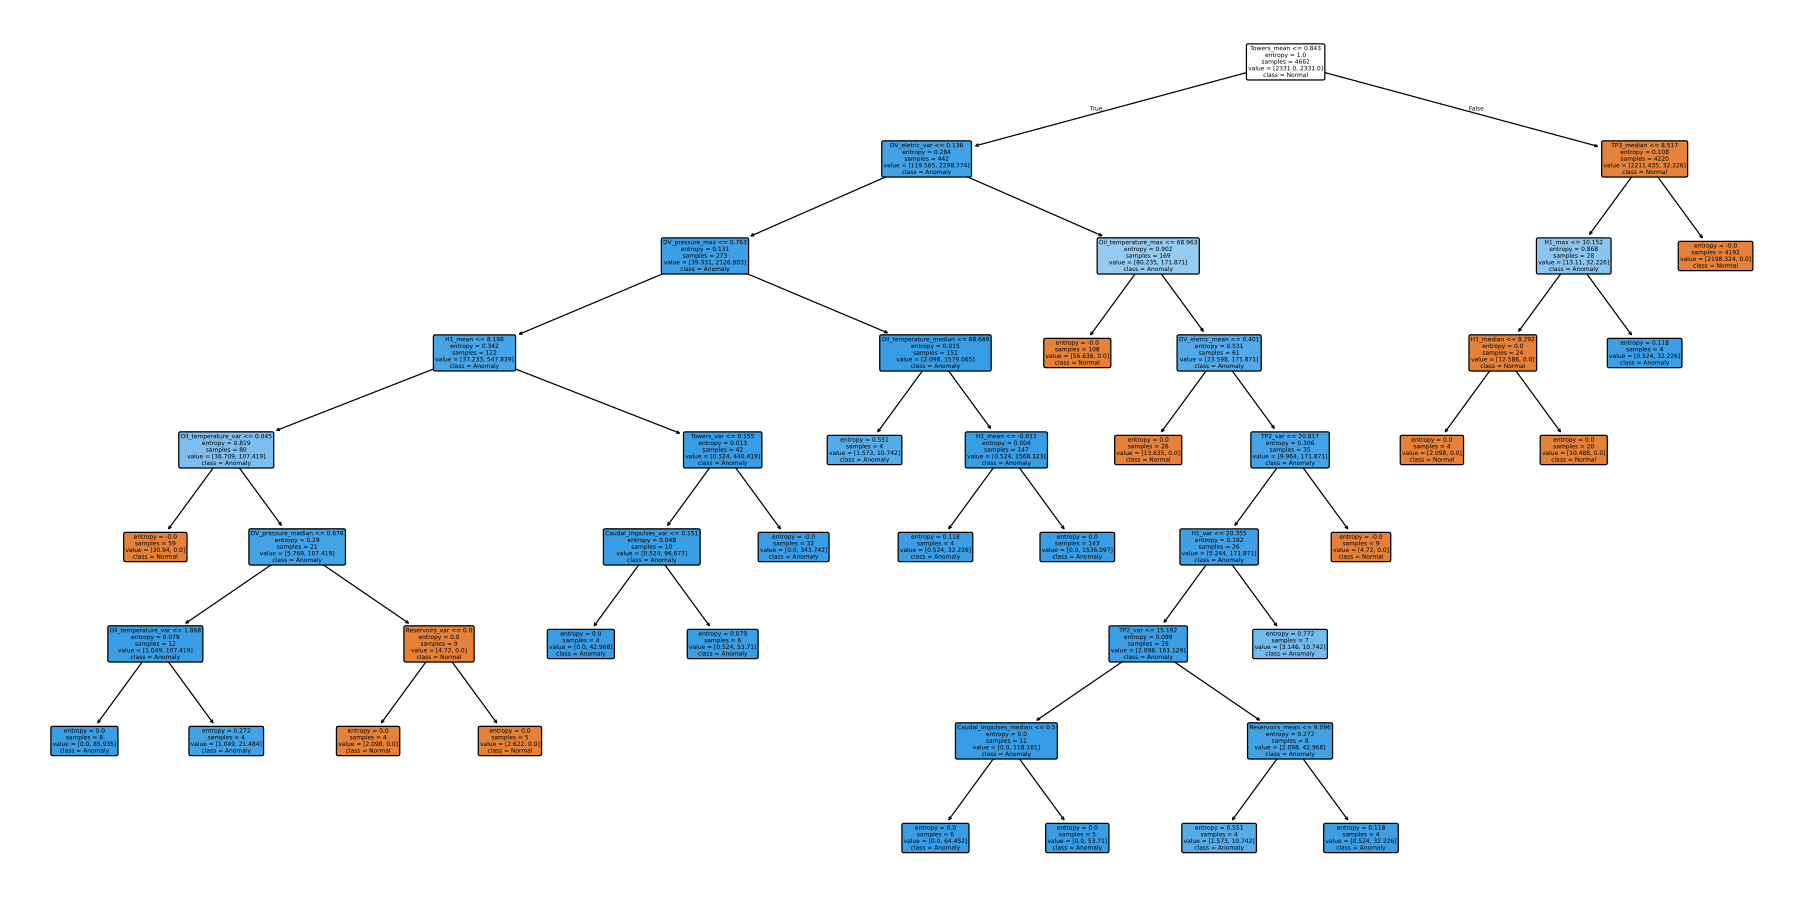 Towers_mean <= 0.843
entropy = 1.0
samples = 4662
value = [2331.0, 2331.0]
class = Normal
True
False
DV_eletric_var <= 0.136
entropy = 0.284
samples = 442
value = [119.565, 2298.774]
class = Anomaly
TP3_median <= 8.517
entropy = 0.108
samples = 4220
value = [2211.435, 32.226]
class = Normal
DV_pressure_max <= 0.763
entropy = 0.131
samples = 273
value = [39.331, 2126.903]
class = Anomaly
Oil_temperature_max <= 68.963
entropy = 0.902
samples = 169
value = [80.235, 171.871]
class = Anomaly
H1_max <= 10.152
entropy = 0.868
samples = 28
value = [13.11, 32.226]
class = Anomaly
entropy = -0.0
samples = 4192
value = [2198.324, 0.0]
class = Normal
H1_mean <= 8.198
entropy = 0.342
samples = 122
value = [37.233, 547.839]
class = Anomaly
Oil_temperature_median <= 68.669
entropy = 0.015
samples = 151
value = [2.098, 1579.065]
class = Anomaly
entropy = -0.0
samples = 108
value = [56.636, 0.0]
class = Normal
DV_eletric_mean <= 0.401
entropy = 0.531
samples = 61
value = [23.598, 171.871]
class = Anomaly
H1_median <= 8.292
entropy = 0.0
samples = 24
value = [12.586, 0.0]
class = Normal
entropy = 0.118
samples = 4
value = [0.524, 32.226]
class = Anomaly
Oil_temperature_var <= 0.045
entropy = 0.819
samples = 80
value = [36.709, 107.419]
class = Anomaly
Towers_var <= 0.155
entropy = 0.013
samples = 42
value = [0.524, 440.419]
class = Anomaly
entropy = 0.551
samples = 4
value = [1.573, 10.742]
class = Anomaly
H1_mean <= -0.011
entropy = 0.004
samples = 147
value = [0.524, 1568.323]
class = Anomaly
entropy = 0.0
samples = 26
value = [13.635, 0.0]
class = Normal
TP2_var <= 20.817
entropy = 0.306
samples = 35
value = [9.964, 171.871]
class = Anomaly
entropy = 0.0
samples = 4
value = [2.098, 0.0]
class = Normal
entropy = 0.0
samples = 20
value = [10.488, 0.0]
class = Normal
entropy = -0.0
samples = 59
value = [30.94, 0.0]
class = Normal
DV_pressure_median <= 0.676
entropy = 0.29
samples = 21
value = [5.769, 107.419]
class = Anomaly
Caudal_impulses_var <= 0.151
entropy = 0.048
samples = 10
value = [0.524, 96.677]
class = Anomaly
entropy = -0.0
samples = 32
value = [0.0, 343.742]
class = Anomaly
entropy = 0.118
samples = 4
value = [0.524, 32.226]
class = Anomaly
entropy = 0.0
samples = 143
value = [0.0, 1536.097]
class = Anomaly
H1_var <= 20.355
entropy = 0.192
samples = 26
value = [5.244, 171.871]
class = Anomaly
entropy = -0.0
samples = 9
value = [4.72, 0.0]
class = Normal
Oil_temperature_var <= 1.868
entropy = 0.079
samples = 12
value = [1.049, 107.419]
class = Anomaly
Reservoirs_var <= 0.0
entropy = 0.0
samples = 9
value = [4.72, 0.0]
class = Normal
entropy = 0.0
samples = 4
value = [0.0, 42.968]
class = Anomaly
entropy = 0.079
samples = 6
value = [0.524, 53.71]
class = Anomaly
TP2_var <= 15.192
entropy = 0.099
samples = 19
value = [2.098, 161.129]
class = Anomaly
entropy = 0.772
samples = 7
value = [3.146, 10.742]
class = Anomaly
entropy = 0.0
samples = 8
value = [0.0, 85.935]
class = Anomaly
entropy = 0.272
samples = 4
value = [1.049, 21.484]
class = Anomaly
entropy = 0.0
samples = 4
value = [2.098, 0.0]
class = Normal
entropy = 0.0
samples = 5
value = [2.622, 0.0]
class = Normal
Caudal_impulses_median <= 0.5
entropy = 0.0
samples = 11
value = [0.0, 118.161]
class = Anomaly
Reservoirs_mean <= 9.096
entropy = 0.272
samples = 8
value = [2.098, 42.968]
class = Anomaly
entropy = 0.0
samples = 6
value = [0.0, 64.452]
class = Anomaly
entropy = 0.0
samples = 5
value = [0.0, 53.71]
class = Anomaly
entropy = 0.551
samples = 4
value = [1.573, 10.742]
class = Anomaly
entropy = 0.118
samples = 4
value = [0.524, 32.226]
class = Anomaly